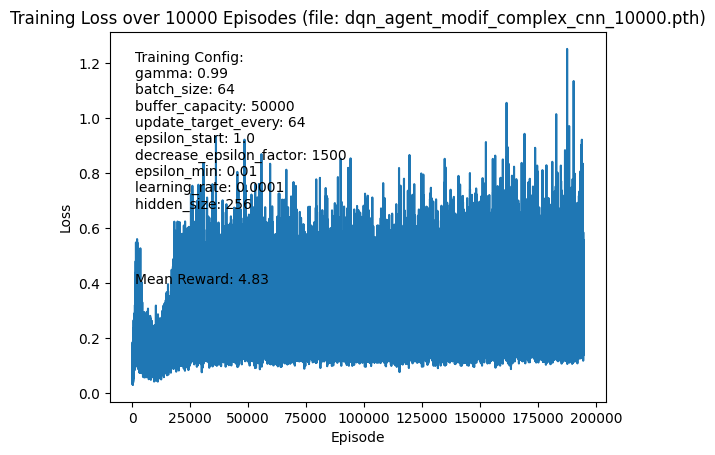 Training Loss over 10000 Episodes (file: dqn_agent_modif_complex_cnn_10000.pth)
Training Config:
gamma: 0.99
batch_size: 64
buffer_capacity: 50000
update_target_every: 64
epsilon_start: 1.0
decrease_epsilon_factor: 1500
epsilon_min: 0.01
learning_rate: 0.0001
hidden_size: 256
Mean Reward: 4.83
Loss
1.2
1.0
0.8
0.6
0.4
0.2
0.0
0 25000 50000 75000 100000 125000 150000 175000 200000
Episode